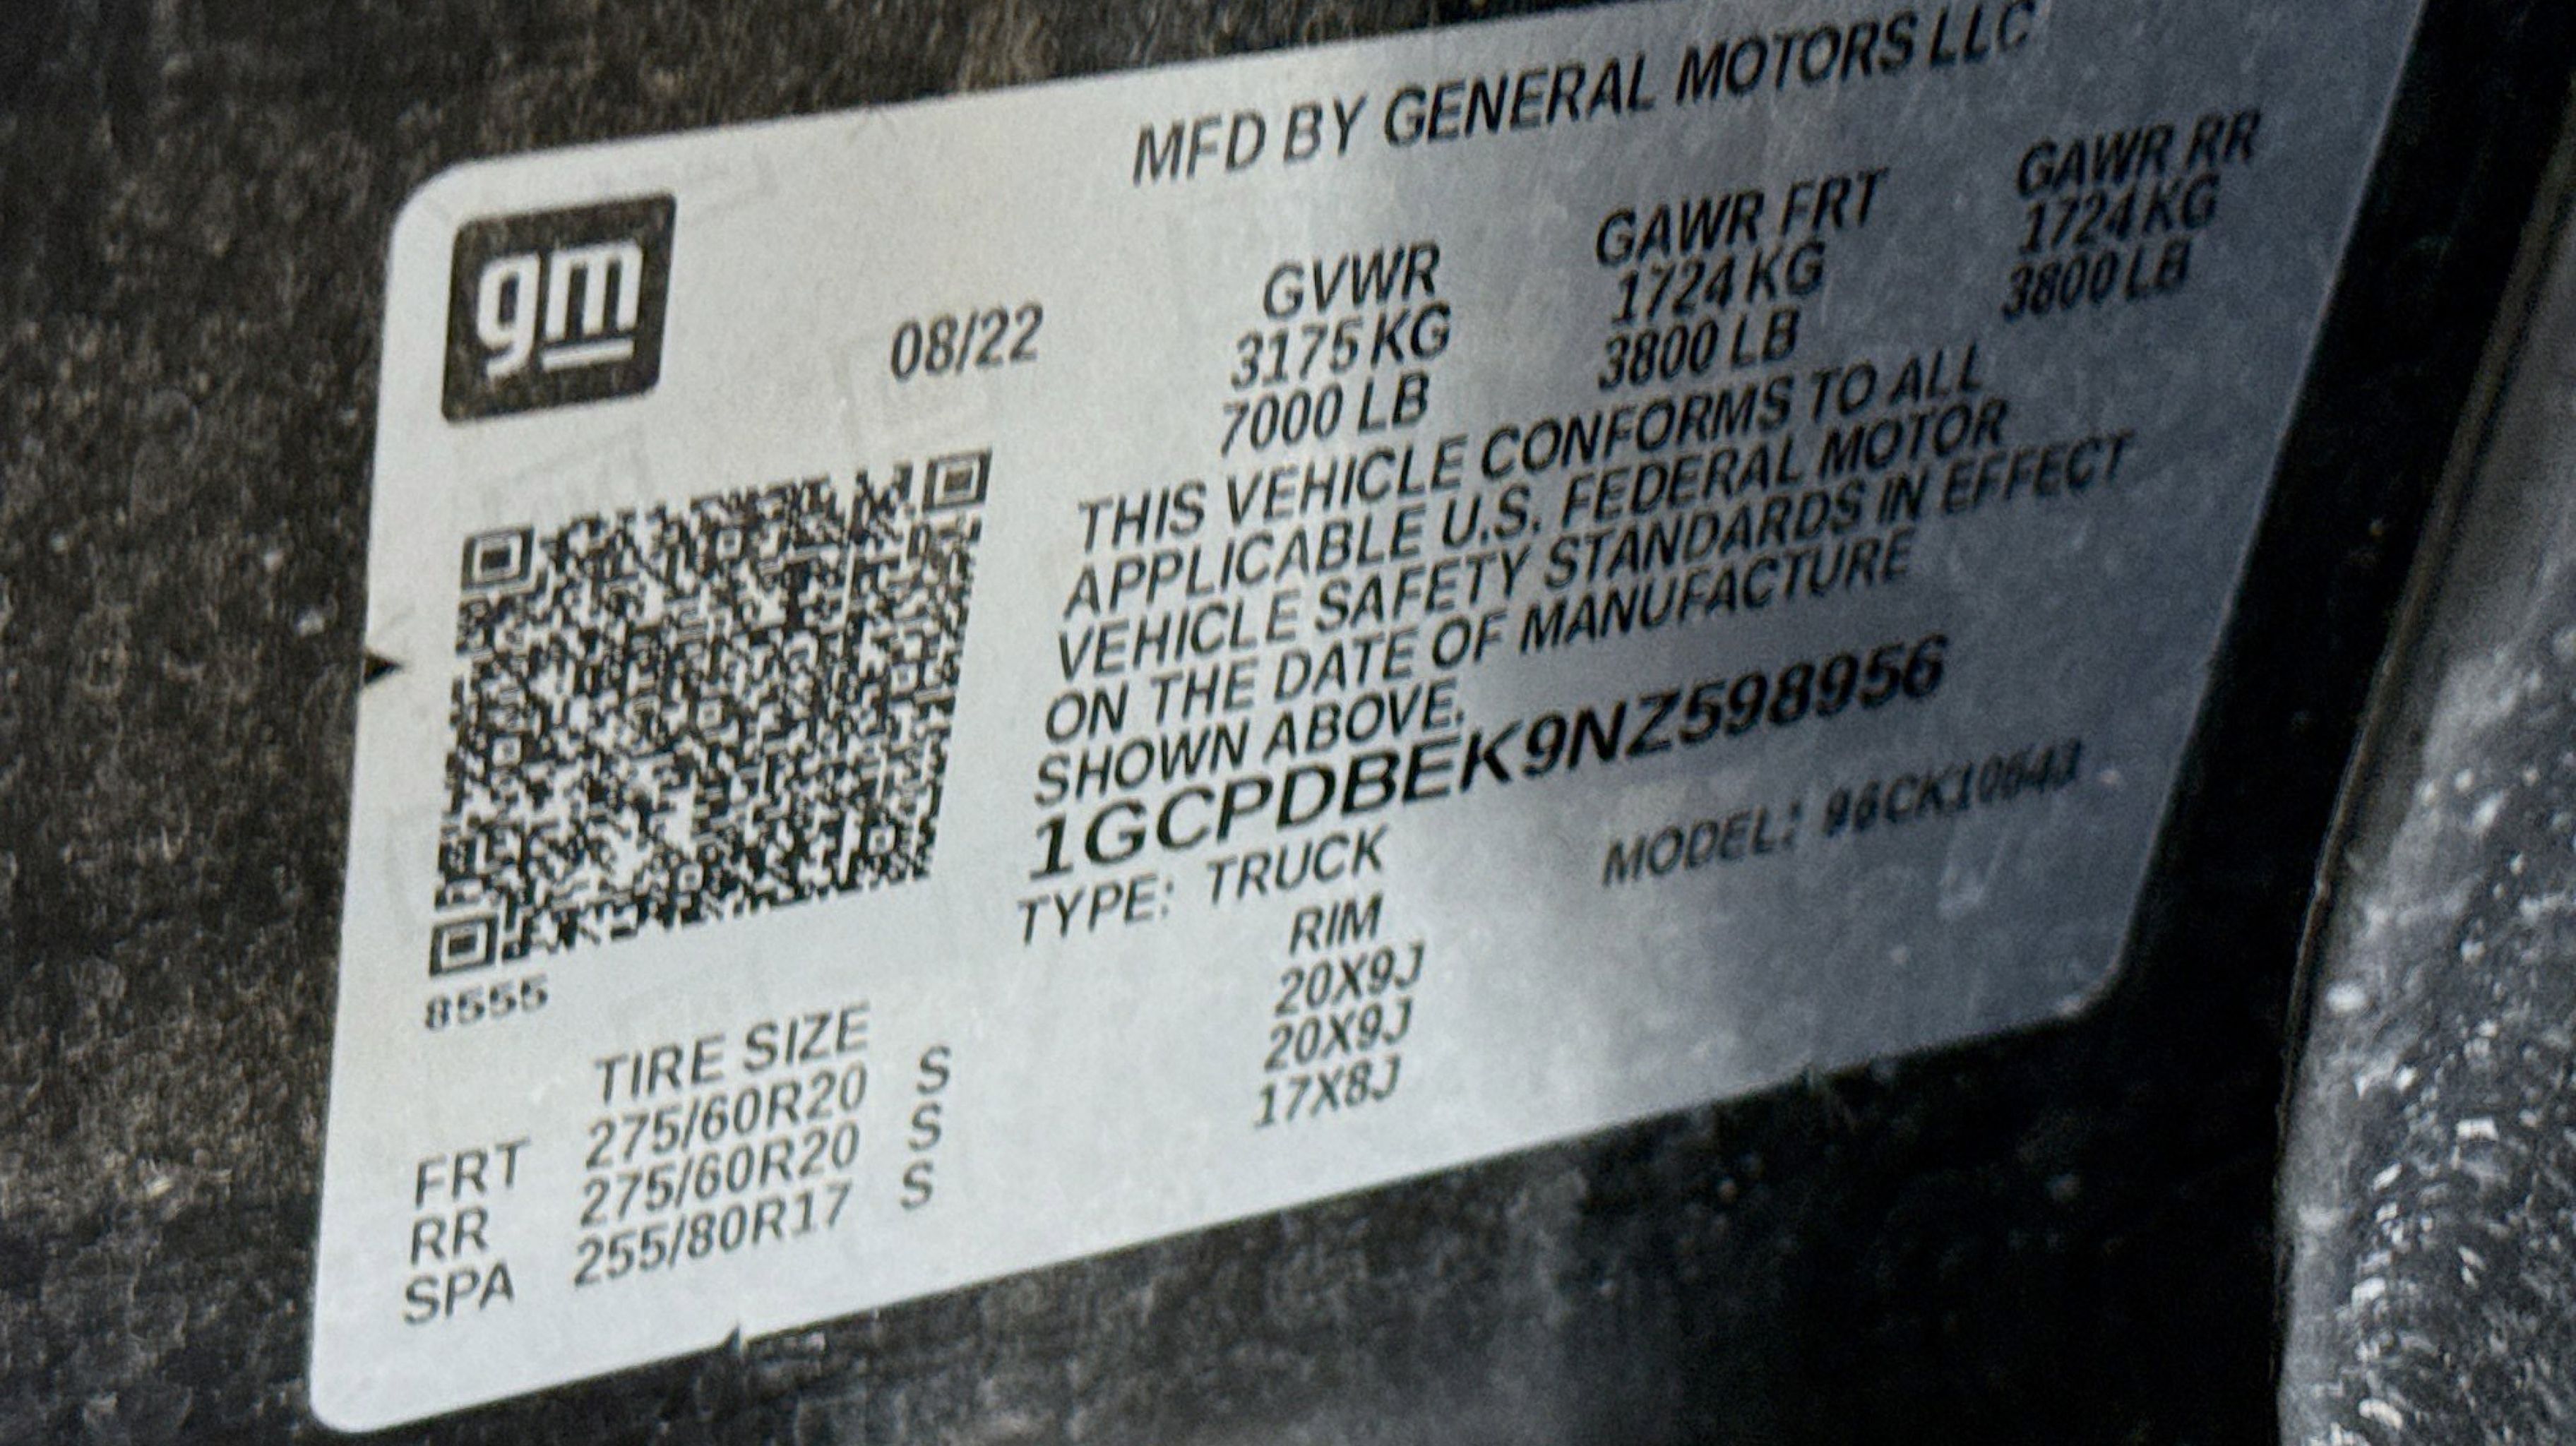 MFD BY GENERAL MOTORS LLC
gm
08/22
GVWR GAWR FRT GAWR RR
3175 KG 1724 KG 1724 KG
7000 LB 3800 LB 3800 LB
THIS VEHICLE CONFORMS TO ALL
APPLICABLE U.S. FEDERAL MOTOR
VEHICLE SAFETY STANDARDS IN EFFECT
ON THE DATE OF MANUFACTURE
SHOWN ABOVE.
1GCPDBEK9NZ598956
TYPE: TRUCK MODEL:
8555
TIRE SIZE RIM
FRT 275/60R20 S 20X9J
RR 275/60R20 S 20X9J
SPA 255/80R17 S 17X8J